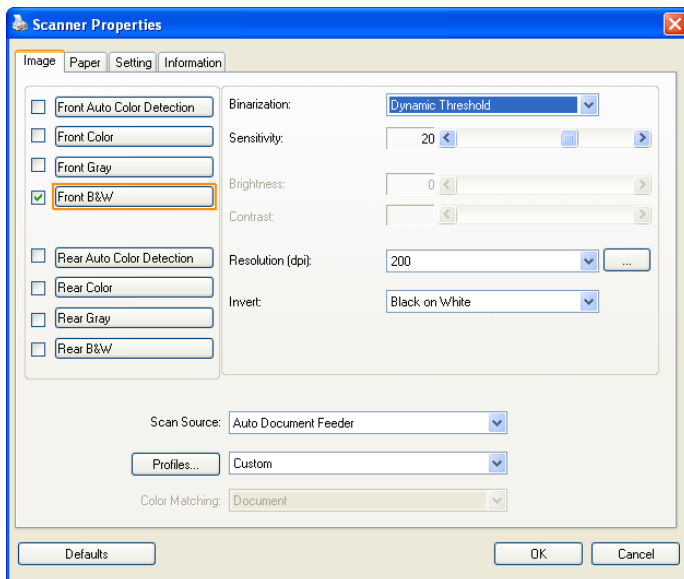 Scanner Properties
Image Paper Setting Information
Front Auto Color Detection
Front Color
Front Gray
Front B&W
Rear Auto Color Detection
Rear Color
Rear Gray
Rear B&W
Binarization: Dynamic Threshold
Sensitivity: 20
Brightness: 0
Contrast:
Resolution (dpi): 200 ...
Invert: Black on White
Scan Source: Auto Document Feeder
Profiles... Custom
Color Matching: Document
Defaults OK Cancel